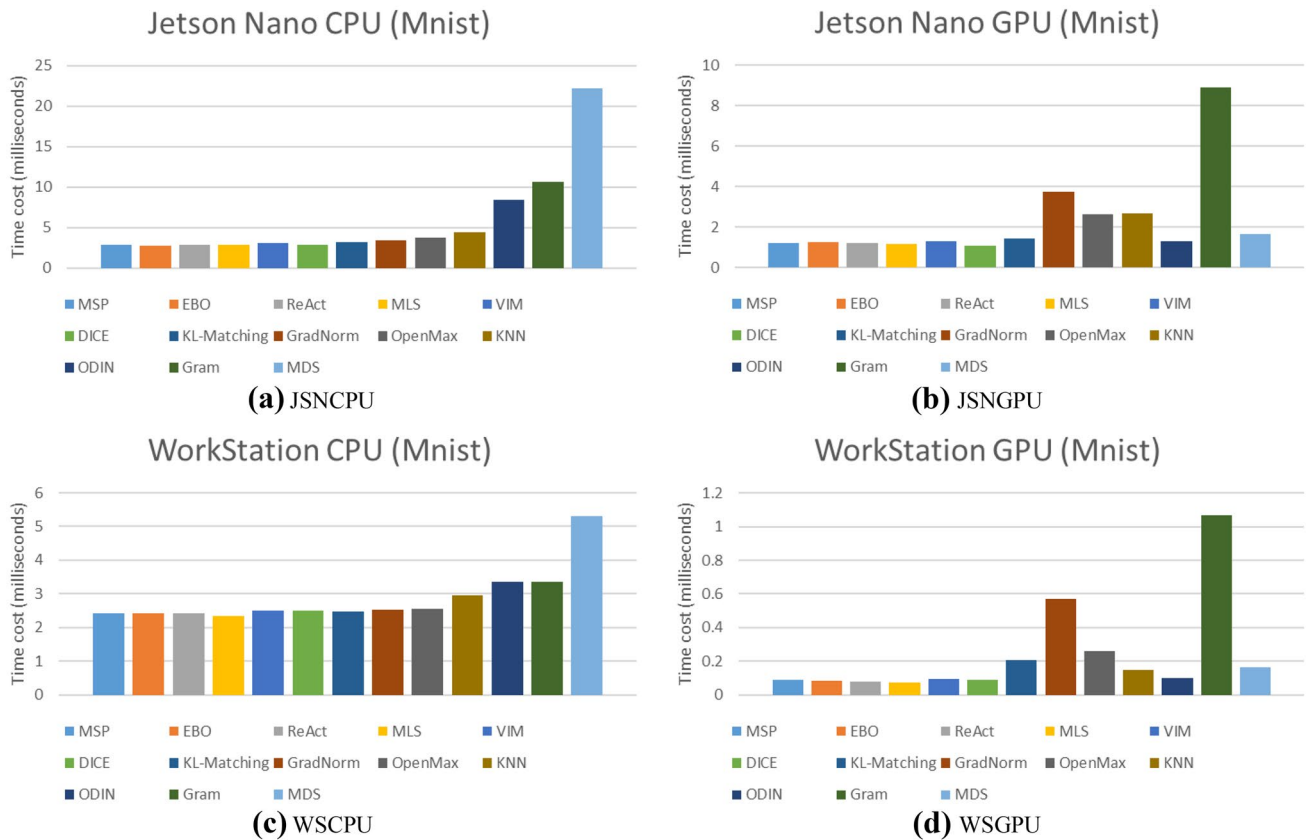 Jetson Nano CPU (Mnist)
Time cost (milliseconds)
25
20
15
10
5
0
MSP EBO ReAct MLS VIM
DICE KL-Matching GradNorm OpenMax KNN
ODIN Gram MDS
(a) JSNCPU
Jetson Nano GPU (Mnist)
Time cost (milliseconds)
10
8
6
4
2
0
MSP EBO ReAct MLS VIM
DICE KL-Matching GradNorm OpenMax KNN
ODIN Gram MDS
(b) JSNGPU
WorkStation CPU (Mnist)
Time cost (milliseconds)
6
5
4
3
2
1
0
MSP EBO ReAct MLS VIM
DICE KL-Matching GradNorm OpenMax KNN
ODIN Gram MDS
(c) WSCPU
WorkStation GPU (Mnist)
Time cost (milliseconds)
1.2
1
0.8
0.6
0.4
0.2
0
MSP EBO ReAct MLS VIM
DICE KL-Matching GradNorm OpenMax KNN
ODIN Gram MDS
(d) WSGPU